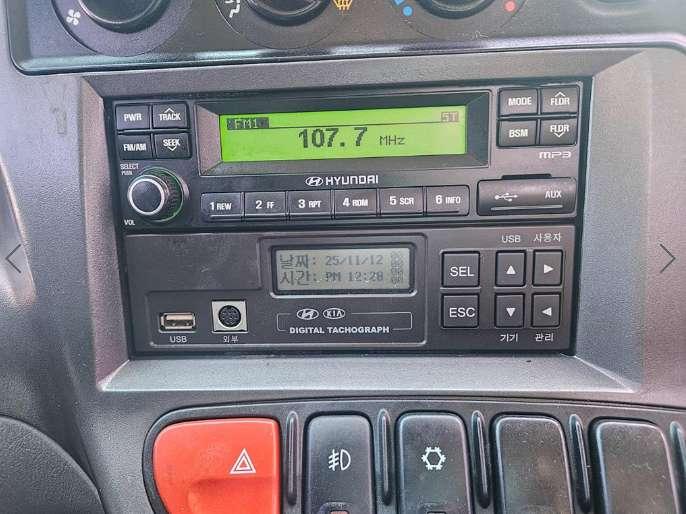 PWR TRACK
FM/AM SEEK
SELECT
PUSH
VOL
FM1 ST
107.7 MHz
MODE FLDR
BSM FLDR
MP3
HYUNDAI
1 REW 2 FF 3 RPT 4 RDM 5 SCR 6 INFO
AUX
날짜: 25/11/12
시간: PM 12:28
USB 사용자
SEL
ESC
기기 관리
USB 외부
KIA
DIGITAL TACHOGRAPH